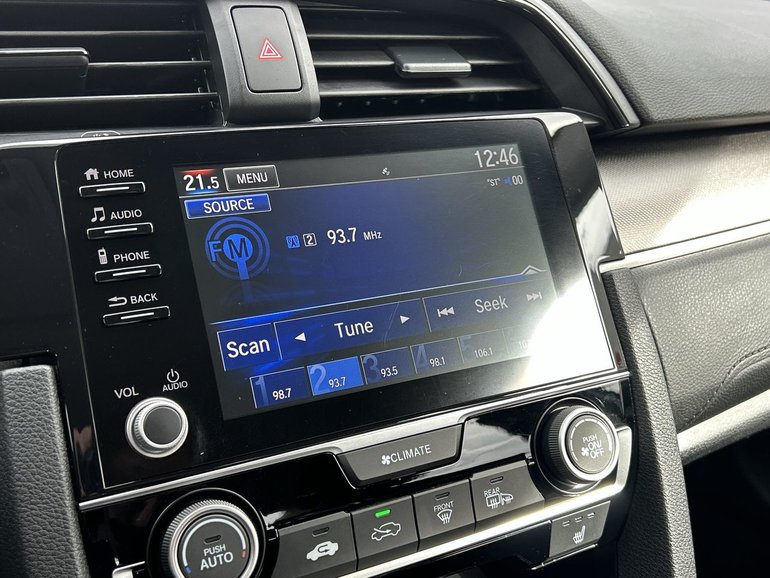 HOME
AUDIO
PHONE
BACK
VOL
AUDIO
21.5 MENU 12:46
SOURCE "ST" 00
FM 2 93.7 MHz
Scan Tune Seek
1 98.7 2 93.7 3 93.5 4 98.1 5 106.1
CLIMATE
PUSH
ON/
OFF
PUSH
AUTO
FRONT
REAR